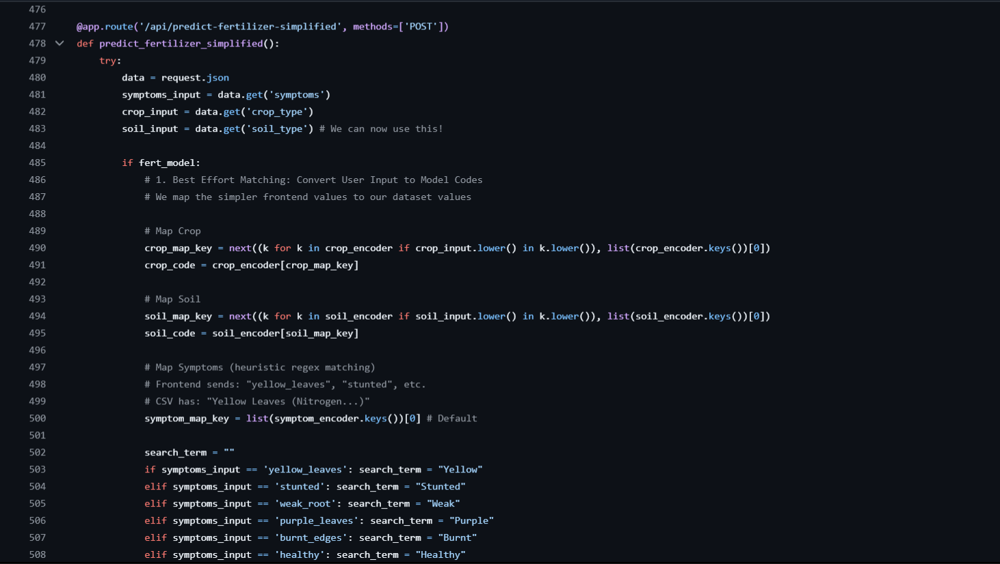 476
477 @app.route('/api/predict-fertilizer-simplified', methods=['POST'])
478 def predict_fertilizer_simplified():
479     try:
480         data = request.json
481         symptoms_input = data.get('symptoms')
482         crop_input = data.get('crop_type')
483         soil_input = data.get('soil_type') # We can now use this!
484
485         if fert_model:
486             # 1. Best Effort Matching: Convert User Input to Model Codes
487             # We map the simpler frontend values to our dataset values
488
489             # Map Crop
490             crop_map_key = next((k for k in crop_encoder if crop_input.lower() in k.lower()), list(crop_encoder.keys())[0])
491             crop_code = crop_encoder[crop_map_key]
492
493             # Map Soil
494             soil_map_key = next((k for k in soil_encoder if soil_input.lower() in k.lower()), list(soil_encoder.keys())[0])
495             soil_code = soil_encoder[soil_map_key]
496
497             # Map Symptoms (heuristic regex matching)
498             # Frontend sends: "yellow_leaves", "stunted", etc.
499             # CSV has: "Yellow Leaves (Nitrogen...)"
500             symptom_map_key = list(symptom_encoder.keys())[0] # Default
501
502             search_term = ""
503             if symptoms_input == 'yellow_leaves': search_term = "Yellow"
504             elif symptoms_input == 'stunted': search_term = "Stunted"
505             elif symptoms_input == 'weak_root': search_term = "Weak"
506             elif symptoms_input == 'purple_leaves': search_term = "Purple"
507             elif symptoms_input == 'burnt_edges': search_term = "Burnt"
508             elif symptoms_input == 'healthy': search_term = "Healthy"